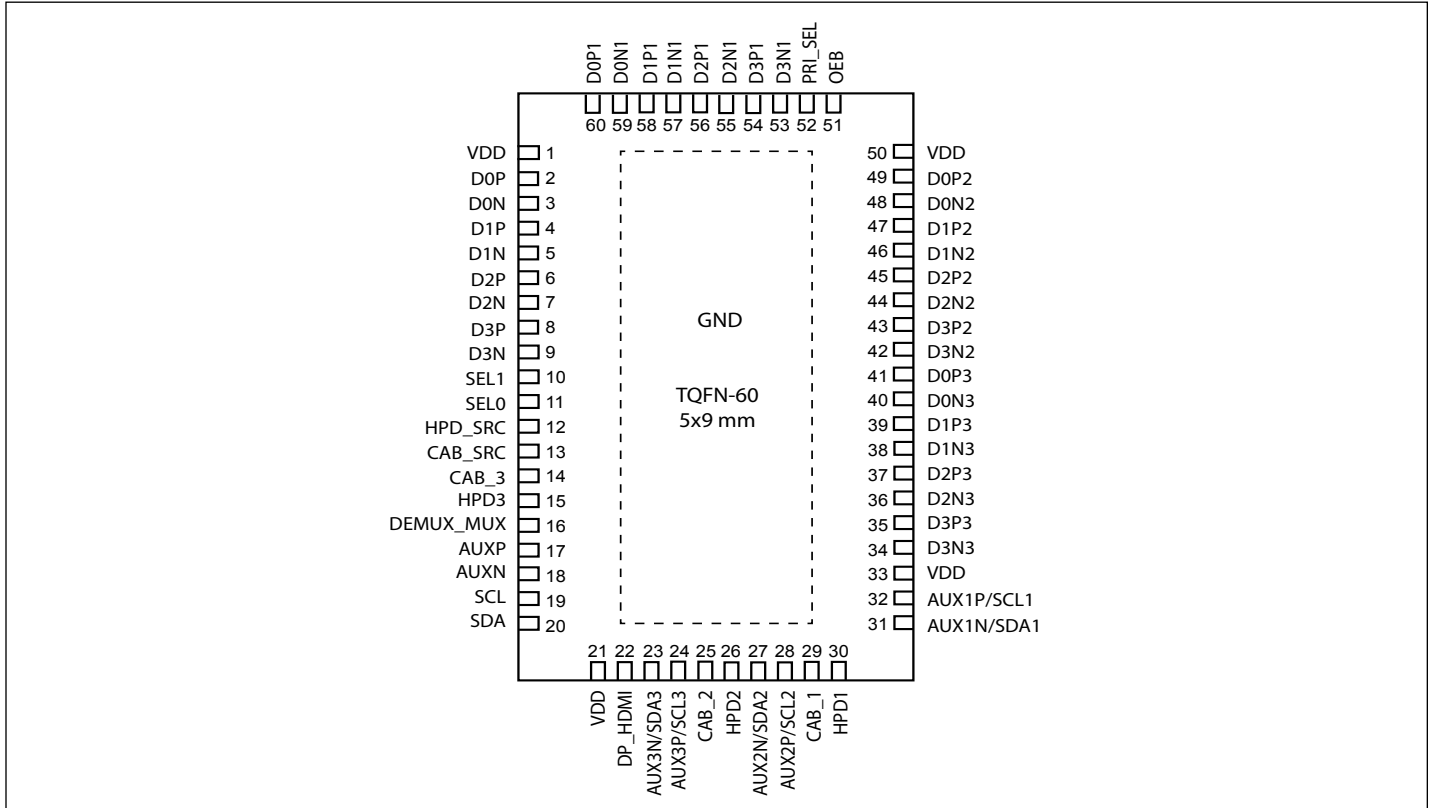 D0P1
D0N1
D1P1
D1N1
D2P1
D2N1
D3P1
D3N1
PRI_SEL
OEB
60 59 58 57 56 55 54 53 52 51
VDD 1
D0P 2
D0N 3
D1P 4
D1N 5
D2P 6
D2N 7
D3P 8
D3N 9
SEL1 10
SEL0 11
HPD_SRC 12
CAB_SRC 13
CAB_3 14
HPD3 15
DEMUX_MUX 16
AUXP 17
AUXN 18
SCL 19
SDA 20
GND
TQFN-60
5x9 mm
50 VDD
49 D0P2
48 D0N2
47 D1P2
46 D1N2
45 D2P2
44 D2N2
43 D3P2
42 D3N2
41 D0P3
40 D0N3
39 D1P3
38 D1N3
37 D2P3
36 D2N3
35 D3P3
34 D3N3
33 VDD
32 AUX1P/SCL1
31 AUX1N/SDA1
21 22 23 24 25 26 27 28 29 30
VDD
DP_HDMI
AUX3N/SDA3
AUX3P/SCL3
CAB_2
HPD2
AUX2N/SDA2
AUX2P/SCL2
CAB_1
HPD1